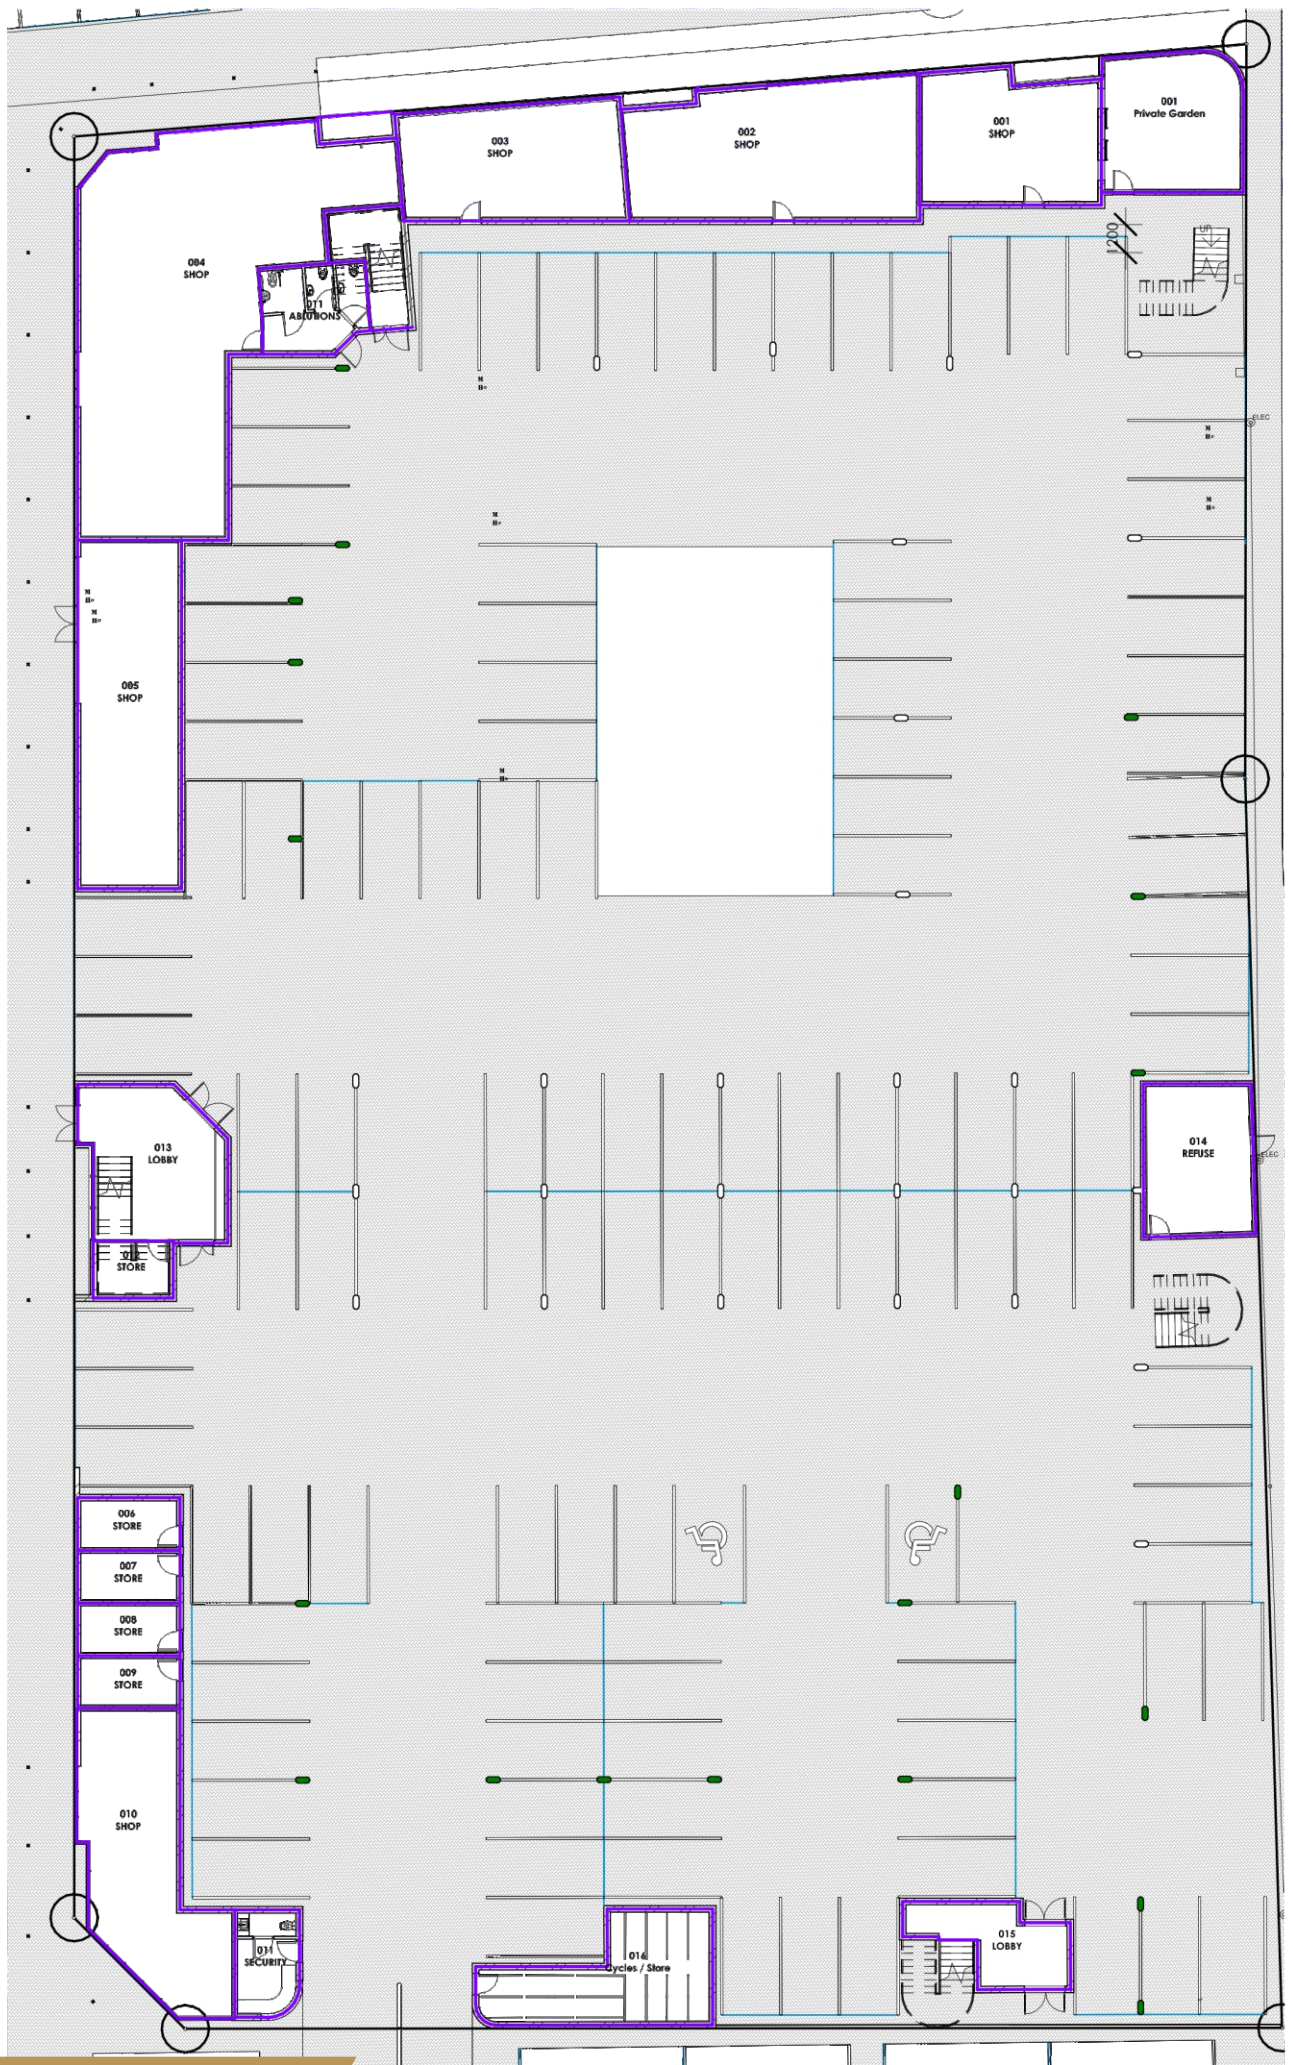 001
Private Garden
001
SHOP
002
SHOP
003
SHOP
1200
UP
004
SHOP
011
ABLUTIONS
M
H
ELEC
M
H
M
H
M
H
M
H
M
H
005
SHOP
M
H
013
LOBBY
014
REFUSE
ELEC
STORE
006
STORE
007
STORE
008
STORE
009
STORE
010
SHOP
011
SECURITY
016
Cycles / Store
015
LOBBY